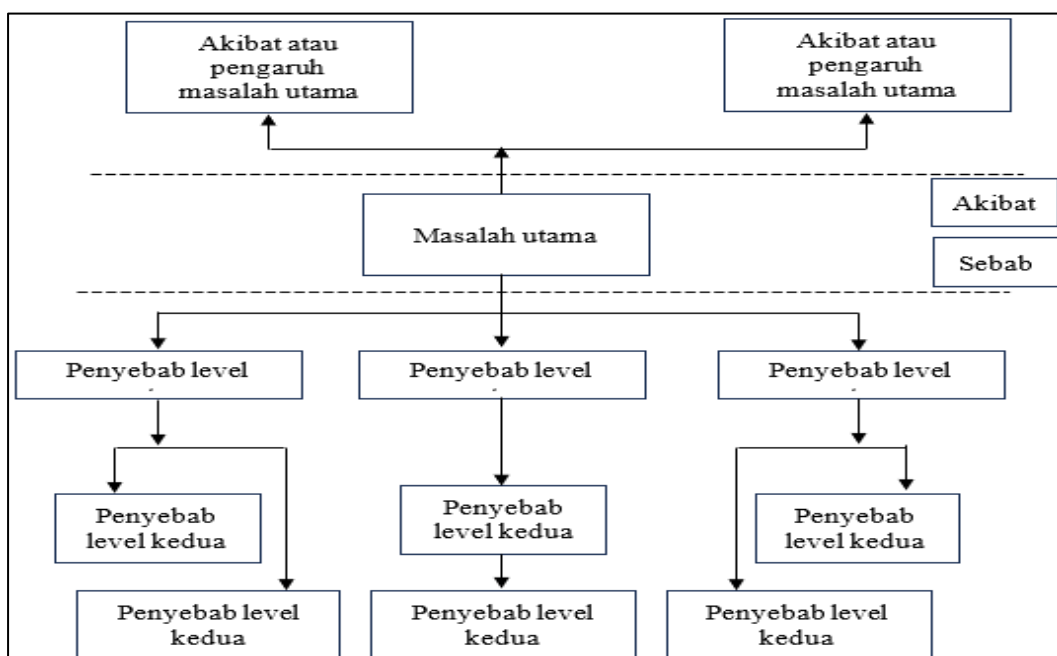 Akibat atau
pengaruh
masalah utama
Akibat atau
pengaruh
masalah utama
Akibat
Masalah utama
Sebab
Penyebab level
Penyebab level
Penyebab level
Penyebab
level kedua
Penyebab
level kedua
Penyebab
level kedua
Penyebab level
kedua
Penyebab level
kedua
Penyebab level
kedua